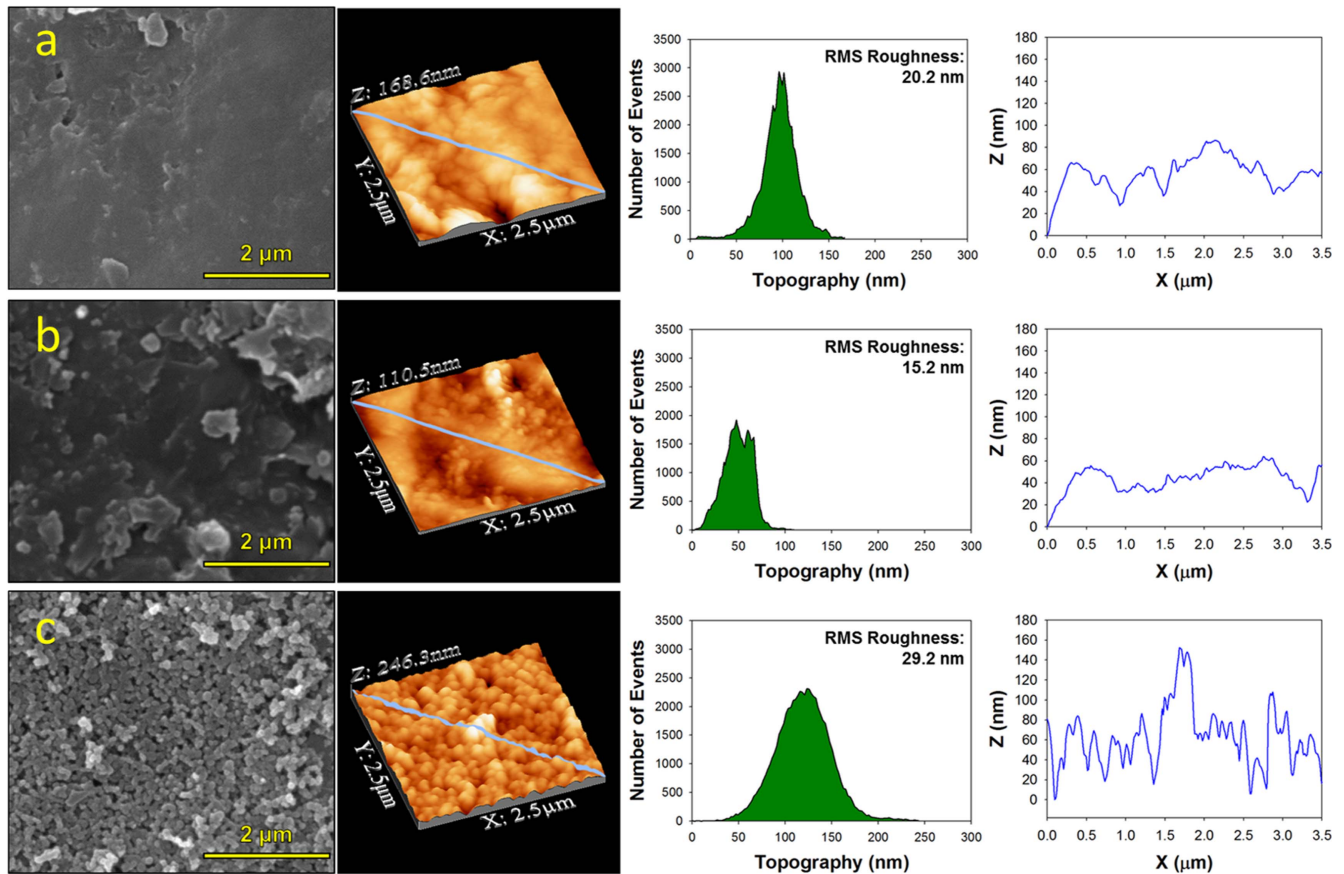 a
2 µm
Z: 168.6nm
Y: 2.5µm
X: 2.5µm
Number of Events
3500
3000
2500
2000
1500
1000
500
0
RMS Roughness:
20.2 nm
0 50 100 150 200 250 300
Topography (nm)
Z (nm)
180
160
140
120
100
80
60
40
20
0
0.0 0.5 1.0 1.5 2.0 2.5 3.0 3.5
X (µm)
b
2 µm
Z: 110.5nm
Y: 2.5µm
X: 2.5µm
Number of Events
3500
3000
2500
2000
1500
1000
500
0
RMS Roughness:
15.2 nm
0 50 100 150 200 250 300
Topography (nm)
Z (nm)
180
160
140
120
100
80
60
40
20
0
0.0 0.5 1.0 1.5 2.0 2.5 3.0 3.5
X (µm)
c
2 µm
Z: 246.3nm
Y: 2.5µm
X: 2.5µm
Number of Events
3500
3000
2500
2000
1500
1000
500
0
RMS Roughness:
29.2 nm
0 50 100 150 200 250 300
Topography (nm)
Z (nm)
180
160
140
120
100
80
60
40
20
0
0.0 0.5 1.0 1.5 2.0 2.5 3.0 3.5
X (µm)